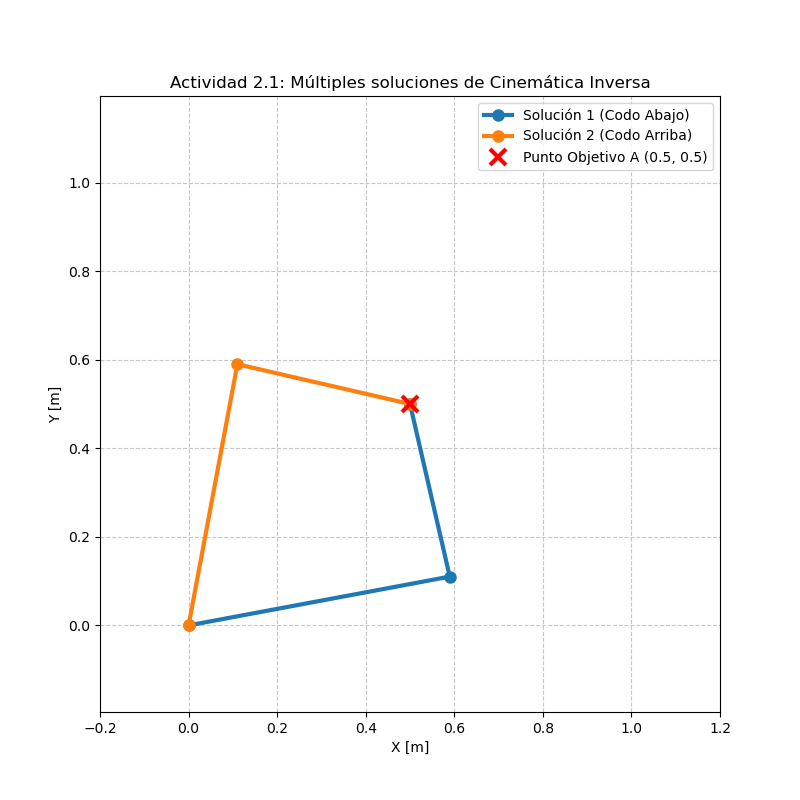 Actividad 2.1: Múltiples soluciones de Cinemática Inversa
Solución 1 (Codo Abajo)
Solución 2 (Codo Arriba)
Punto Objetivo A (0.5, 0.5)
Y [m]
1.0
0.8
0.6
0.4
0.2
0.0
−0.2 0.0 0.2 0.4 0.6 0.8 1.0 1.2
X [m]